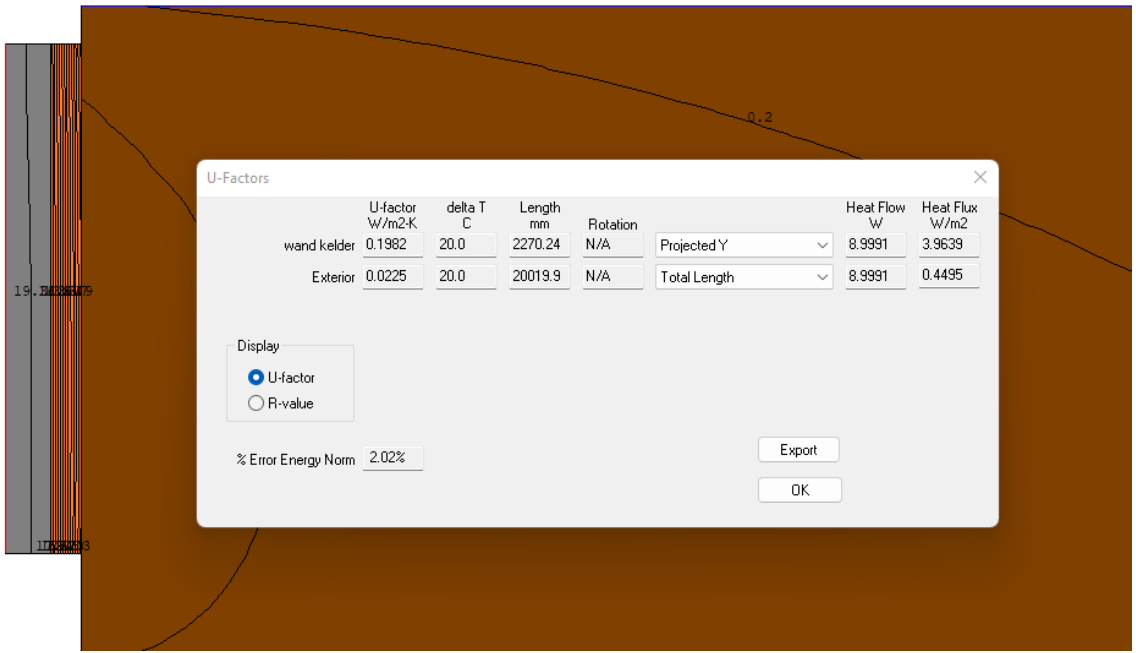 0.2
U-Factors
U-factor delta T Length Heat Flow Heat Flux
W/m2-K C mm Rotation W W/m2
wand kelder 0.1982 20.0 2270.24 N/A Projected Y 8.9991 3.9639
Exterior 0.0225 20.0 20019.9 N/A Total Length 8.9991 0.4495
Display
U-factor
R-value
% Error Energy Norm 2.02%
Export
OK